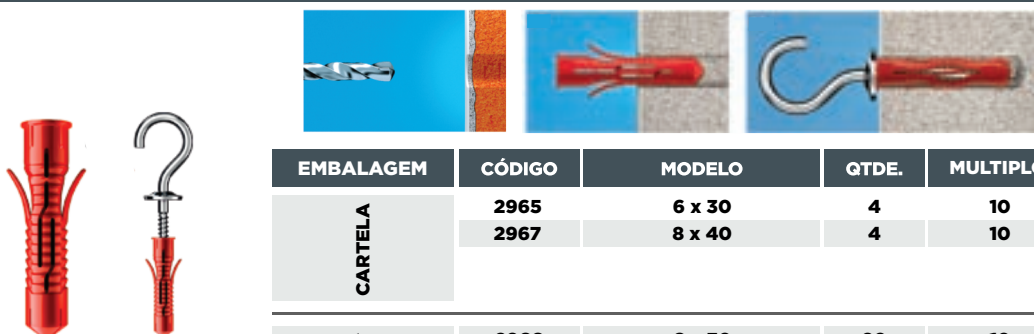 EMBALAGEM CÓDIGO MODELO QTDE. MULTIPLO
CARTELA
2965 6 x 30 4 10
2967 8 x 40 4 10